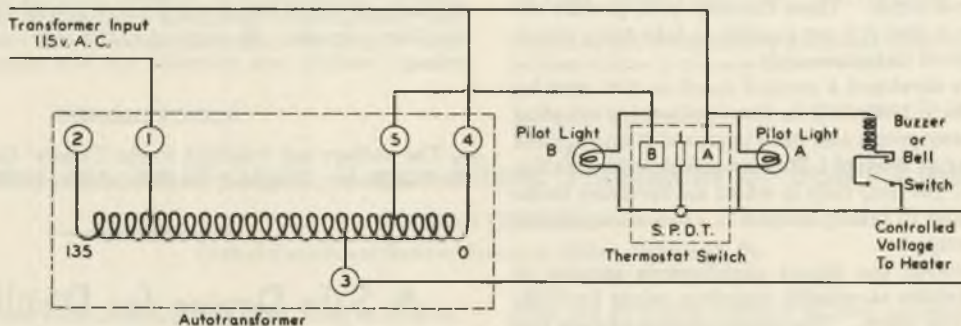 Transformer Input
115 v. A. C.
2
1
5
4
135
0
3
Autotransformer
Pilot Light
B
B
A
Pilot Light
A
S. P. D. T.
Thermostat Switch
Buzzer
or
Bell
Switch
Controlled
Voltage
To Heater